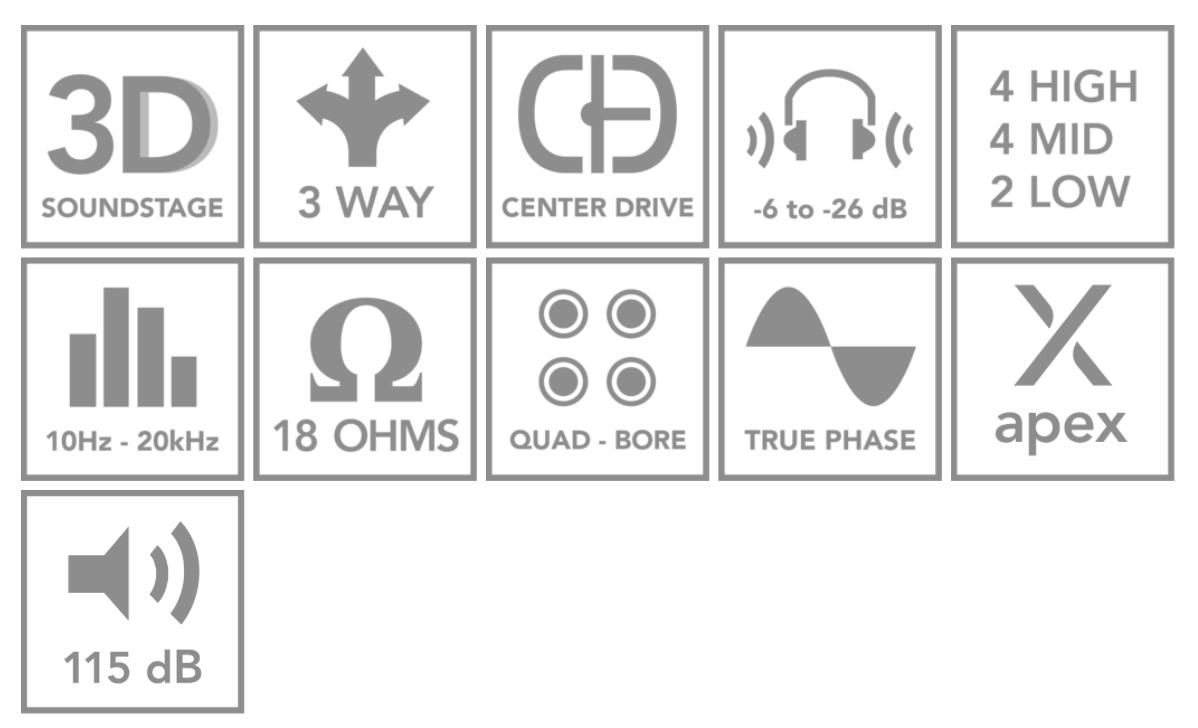 3D
SOUNDSTAGE
3 WAY
CENTER DRIVE
-6 to -26 dB
4 HIGH
4 MID
2 LOW
10Hz - 20kHz
Ω
18 OHMS
QUAD - BORE
TRUE PHASE
apex
115 dB